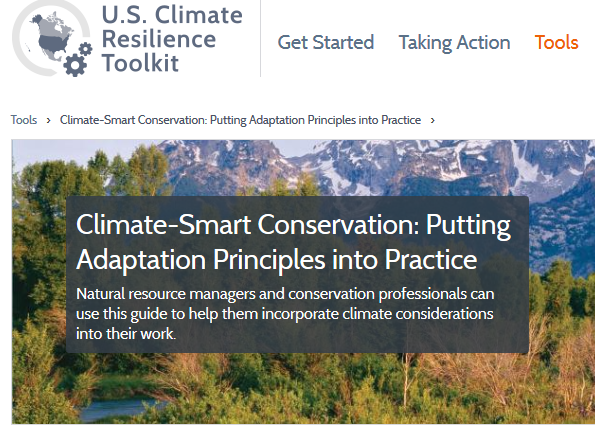 U.S. Climate
Resilience
Toolkit
Get Started Taking Action Tools
Tools › Climate-Smart Conservation: Putting Adaptation Principles into Practice ›
Climate-Smart Conservation: Putting
Adaptation Principles into Practice
Natural resource managers and conservation professionals can
use this guide to help them incorporate climate considerations
into their work.